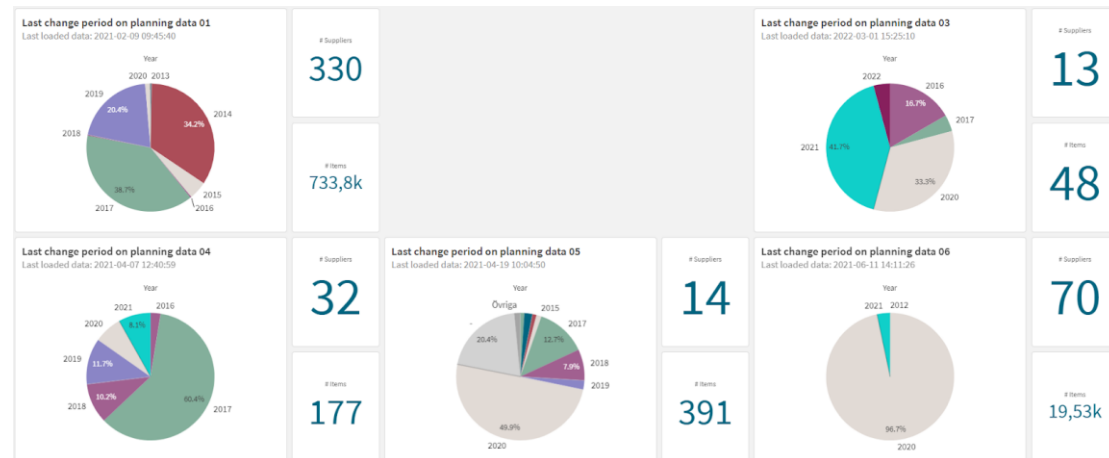 Last change period on planning data 01
Last loaded data: 2021-02-09 09:45:40
Year
2020
2013
2019
20.4%
2014
34.2%
2018
38.7%
2015
2017
2016
# Suppliers
330
# Items
733,8k
Last change period on planning data 03
Last loaded data: 2022-03-01 15:25:10
Year
2022
2016
16.7%
2017
2021
41.7%
33.3%
2020
# Suppliers
13
# Items
48
Last change period on planning data 04
Last loaded data: 2021-04-07 12:40:59
Year
2021
2016
8.1%
2020
2019
11.7%
2018
10.2%
60.4%
2017
# Suppliers
32
# Items
177
Last change period on planning data 05
Last loaded data: 2021-04-19 10:04:50
Year
Övriga
2015
20.4%
12.7%
2017
7.9%
2018
2019
49.9%
2020
# Suppliers
14
# Items
391
Last change period on planning data 06
Last loaded data: 2021-06-11 14:11:26
Year
2021
2012
96.7%
2020
# Suppliers
70
# Items
19,53k